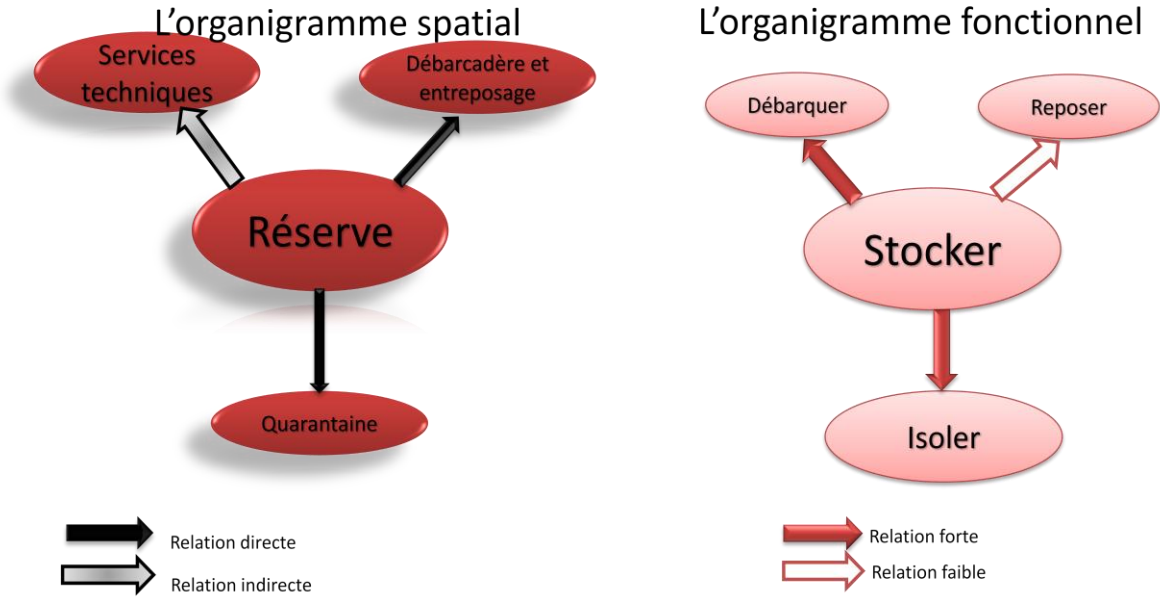 L'organigramme spatial
Services
techniques
Débarcadère et
entreposage
Réserve
Quarantaine
Relation directe
Relation indirecte
L'organigramme fonctionnel
Débarquer
Reposer
Stocker
Isoler
Relation forte
Relation faible